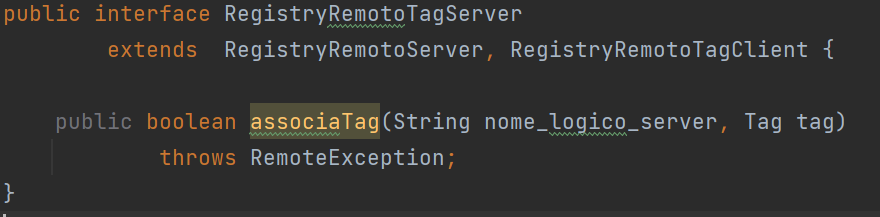 public interface RegistryRemotoTagServer
extends  RegistryRemotoServer, RegistryRemotoTagClient {
public boolean associaTag(String nome_logico_server, Tag tag)
throws RemoteException;
}